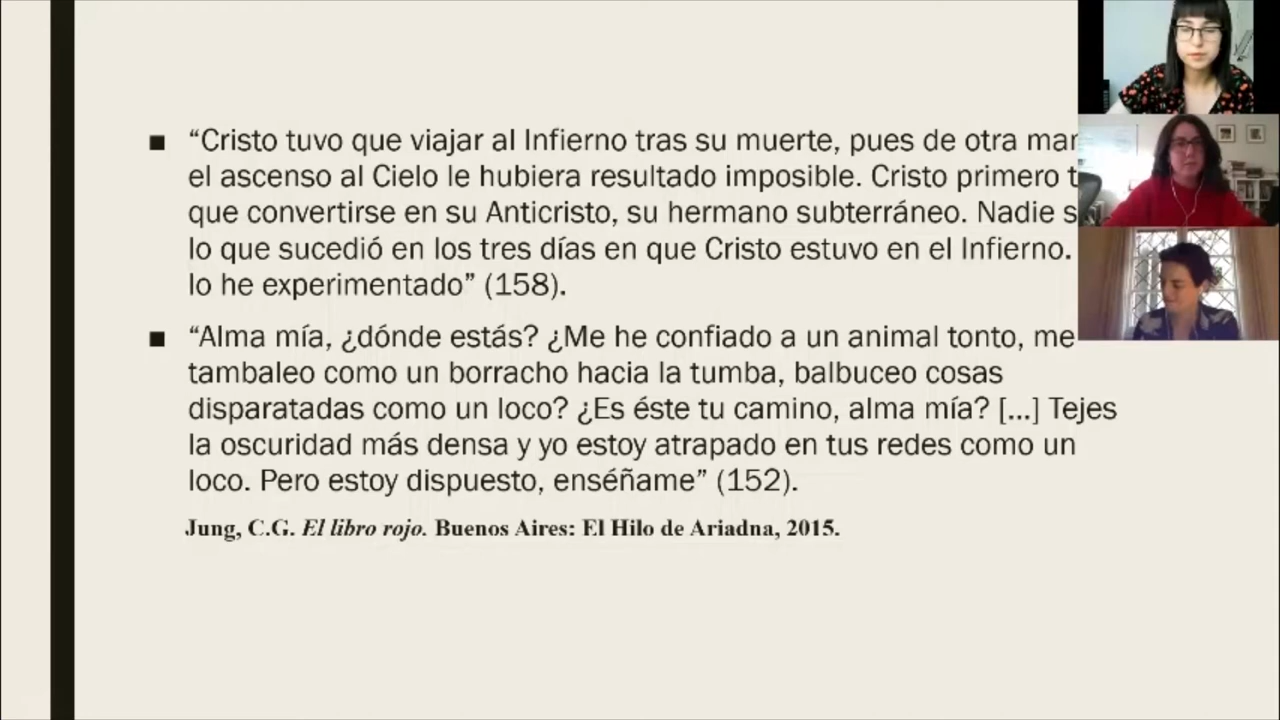 ■ “Cristo tuvo que viajar al Infierno tras su muerte, pues de otra
el ascenso al Cielo le hubiera resultado imposible. Cristo primero
que convertirse en su Anticristo, su hermano subterráneo. Nadie
lo que sucedió en los tres días en que Cristo estuvo en el Infierno.
lo he experimentado” (158).
■ “Alma mía, ¿dónde estás? ¿Me he confiado a un animal tonto, me
tambaleo como un borracho hacia la tumba, balbuceo cosas
disparatadas como un loco? ¿Es éste tu camino, alma mía? [...] Tejes
la oscuridad más densa y yo estoy atrapado en tus redes como un
loco. Pero estoy dispuesto, enséñame” (152).
Jung, C.G. El libro rojo. Buenos Aires: El Hilo de Ariadna, 2015.